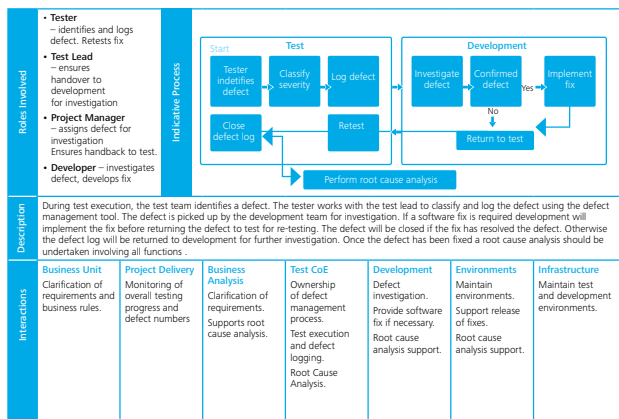 Roles Involved
• Tester
– identifies and logs
defect. Retests fix
• Test Lead
– ensures
handover to
development
for investigation
• Project Manager
– assigns defect for
investigation
Ensures handback to test.
• Developer – investigates
defect, develops fix
Indicative Process
Start
Test
Tester
indetifies
defect
Classify
severity
Log defect
Close
defect log
Retest
Development
Investigate
defect
Confirmed
defect
Yes
Implement
fix
No
Return to test
Perform root cause analysis
Description
During test execution, the test team identifies a defect. The tester works with the test lead to classify and log the defect using the defect
management tool. The defect is picked up by the development team for investigation. If a software fix is required development will
implement the fix before returning the defect to test for re-testing. The defect will be closed if the fix has resolved the defect. Otherwise
the defect log will be returned to development for further investigation. Once the defect has been fixed a root cause analysis should be
undertaken involving all functions .
Interactions
Business Unit
Clarification of
requirements and
business rules.
Project Delivery
Monitoring of
overall testing
progress and
defect numbers
Business
Analysis
Clarification of
requirements.
Supports root
cause analysis.
Test CoE
Ownership
of defect
management
process.
Test execution
and defect
logging.
Root Cause
Analysis.
Development
Defect
investigation.
Provide software
fix if necessary.
Root cause
analysis support.
Environments
Maintain
environments.
Support release
of fixes.
Root cause
analysis support.
Infrastructure
Maintain test
and development
environments.